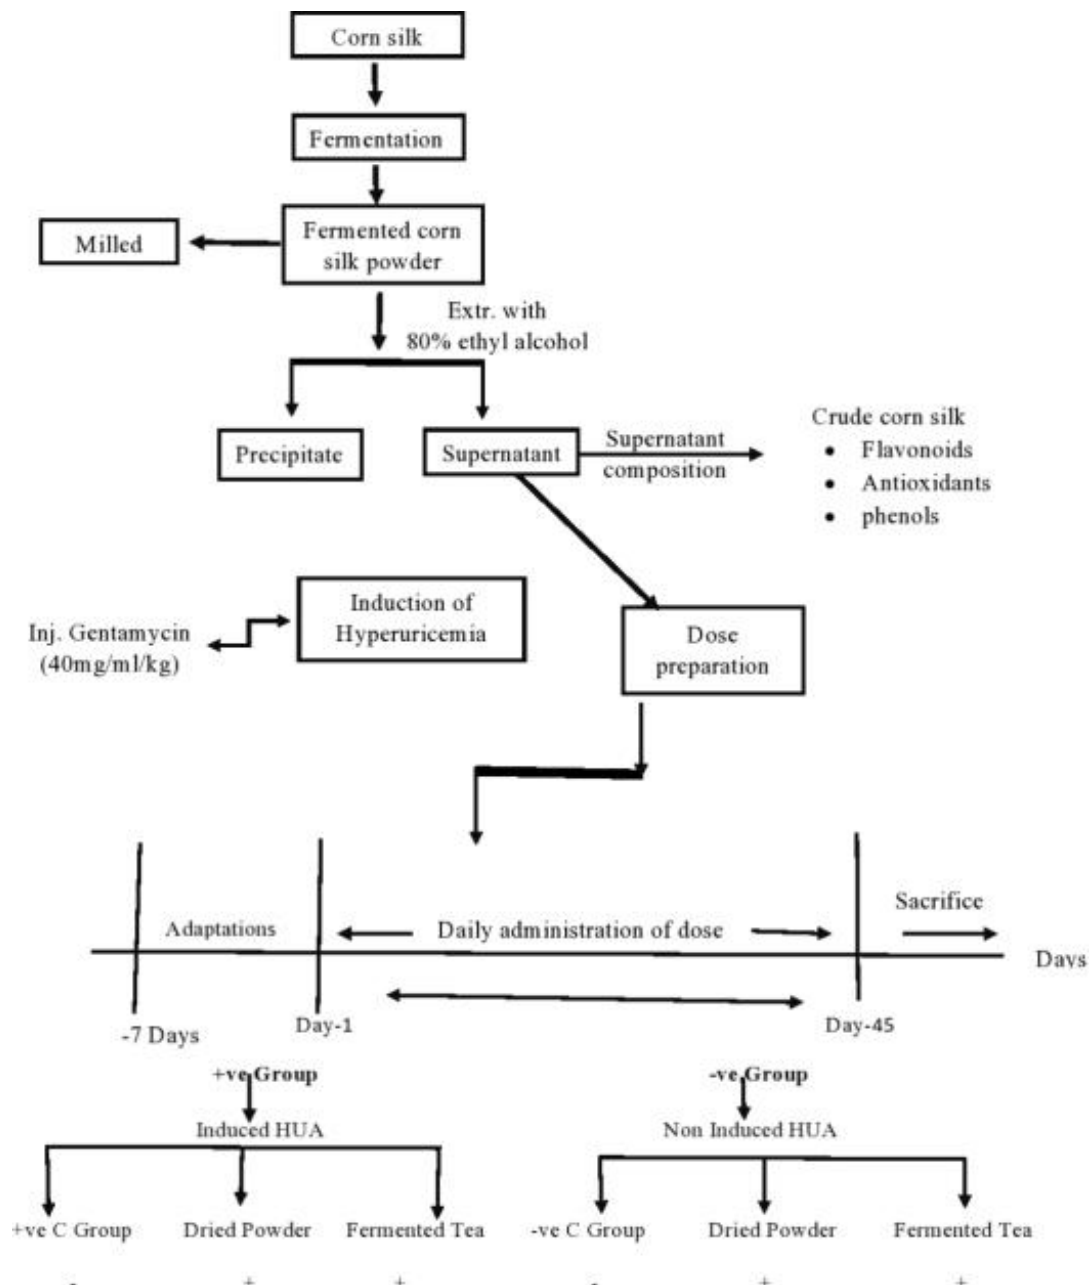 Corn silk
Fermentation
Fermented corn
silk powder
Milled
Extr. with
80% ethyl alcohol
Precipitate
Supernatant
Supernatant
composition
Crude corn silk
• Flavonoids
• Antioxidants
• phenols
Induction of
Hyperuricemia
Inj. Gentamycin
(40mg/ml/kg)
Dose
preparation
Adaptations
Daily administration of dose
Sacrifice
Days
-7 Days
Day-1
Day-45
+ve Group
-ve Group
Induced HUA
Non Induced HUA
+ve C Group
Dried Powder
Fermented Tea
-ve C Group
Dried Powder
Fermented Tea
- + + - + +